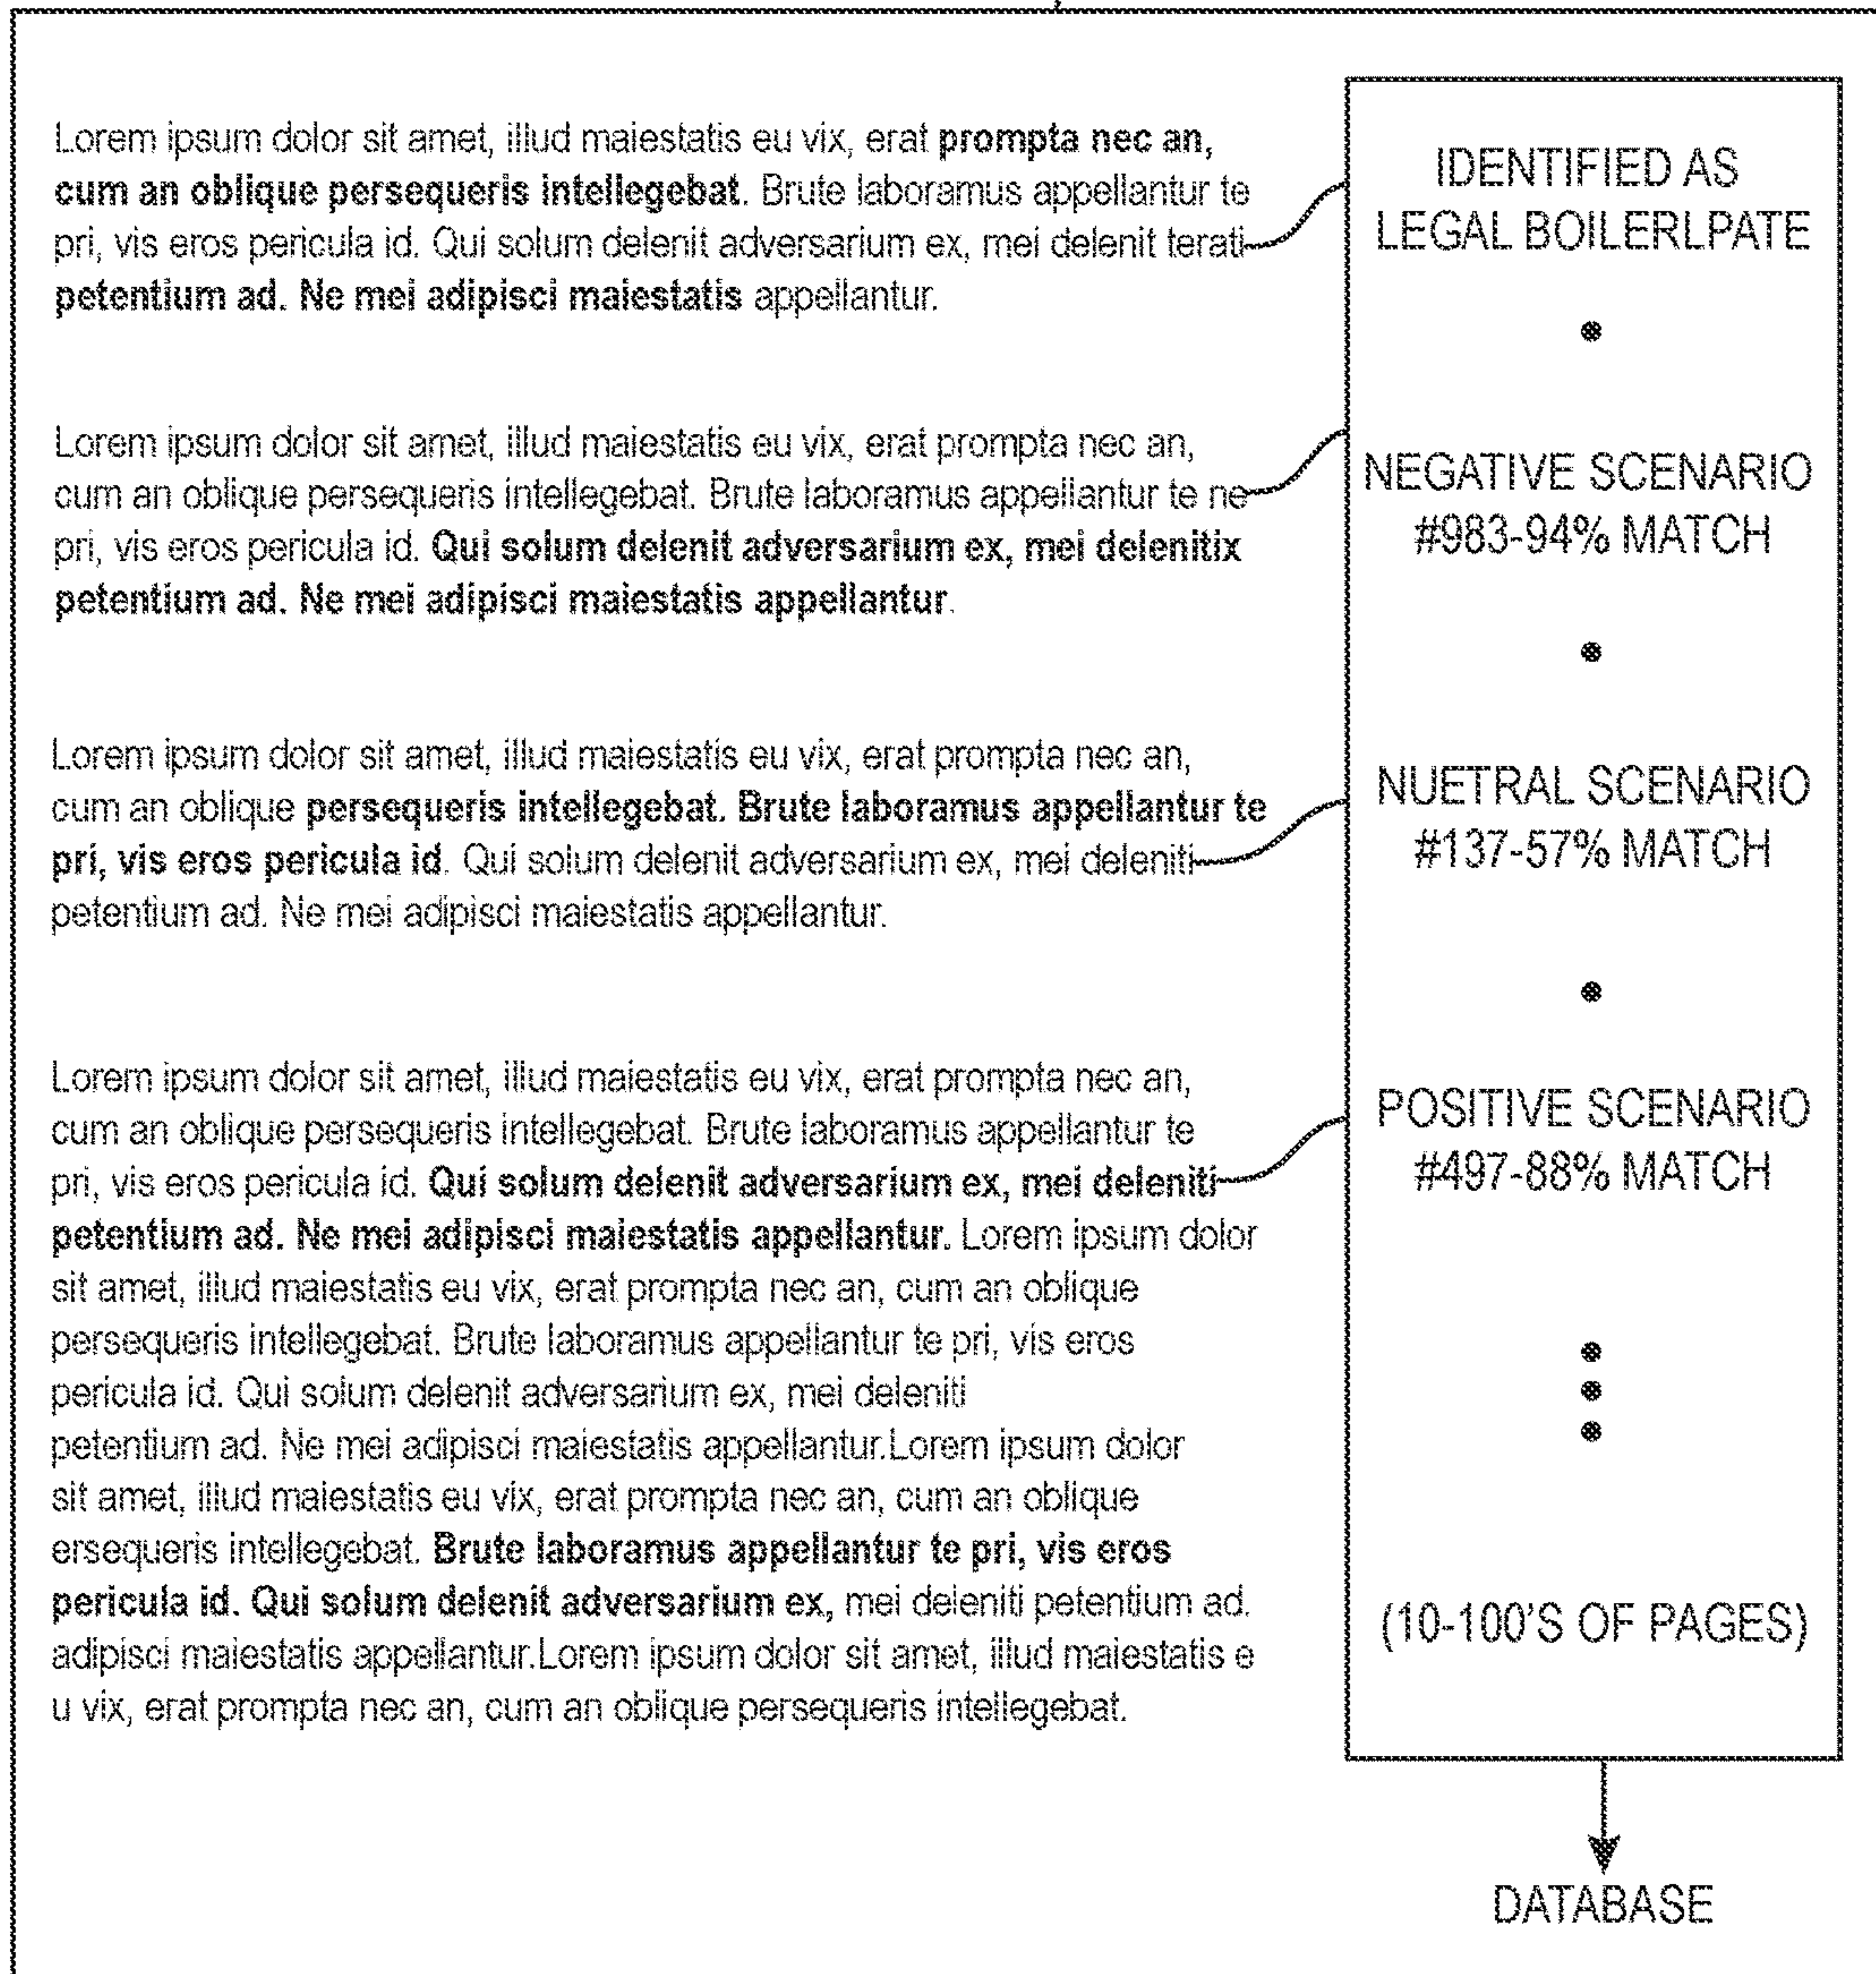 Lorem ipsum dolor sit amet, illud maiestatis eu vix, erat prompta nec an,
cum an oblique persequeris intellegebat. Brute laboramus appellantur te
pri, vis eros pericula id. Qui solum delenit adversarium ex, mei delenit terati
petentium ad. Ne mei adipisci maiestatis appellantur.
Lorem ipsum dolor sit amet, illud maiestatis eu vix, erat prompta nec an,
cum an oblique persequeris intellegebat. Brute laboramus appellantur te ne
pri, vis eros pericula id. Qui solum delenit adversarium ex, mei delenitix
petentium ad. Ne mei adipisci maiestatis appellantur.
Lorem ipsum dolor sit amet, illud maiestatis eu vix, erat prompta nec an,
cum an oblique persequeris intellegebat. Brute laboramus appellantur te
pri, vis eros pericula id. Qui solum delenit adversarium ex, mei deleniti
petentium ad. Ne mei adipisci maiestatis appellantur.
Lorem ipsum dolor sit amet, illud maiestatis eu vix, erat prompta nec an,
cum an oblique persequeris intellegebat. Brute laboramus appellantur te
pri, vis eros pericula id. Qui solum delenit adversarium ex, mei deleniti
petentium ad. Ne mei adipisci maiestatis appellantur. Lorem ipsum dolor
sit amet, illud maiestatis eu vix, erat prompta nec an, cum an oblique
persequeris intellegebat. Brute laboramus appellantur te pri, vis eros
pericula id. Qui solum delenit adversarium ex, mei deleniti
petentium ad. Ne mei adipisci maiestatis appellantur.Lorem ipsum dolor
sit amet, illud maiestatis eu vix, erat prompta nec an, cum an oblique
ersequeris intellegebat. Brute laboramus appellantur te pri, vis eros
pericula id. Qui solum delenit adversarium ex, mei deleniti petentium ad.
adipisci maiestatis appellantur.Lorem ipsum dolor sit amet, illud maiestatis e
u vix, erat prompta nec an, cum an oblique persequeris intellegebat.
IDENTIFIED AS
LEGAL BOILERLPATE
NEGATIVE SCENARIO
#983-94% MATCH
NUETRAL SCENARIO
#137-57% MATCH
POSITIVE SCENARIO
#497-88% MATCH
(10-100'S OF PAGES)
DATABASE